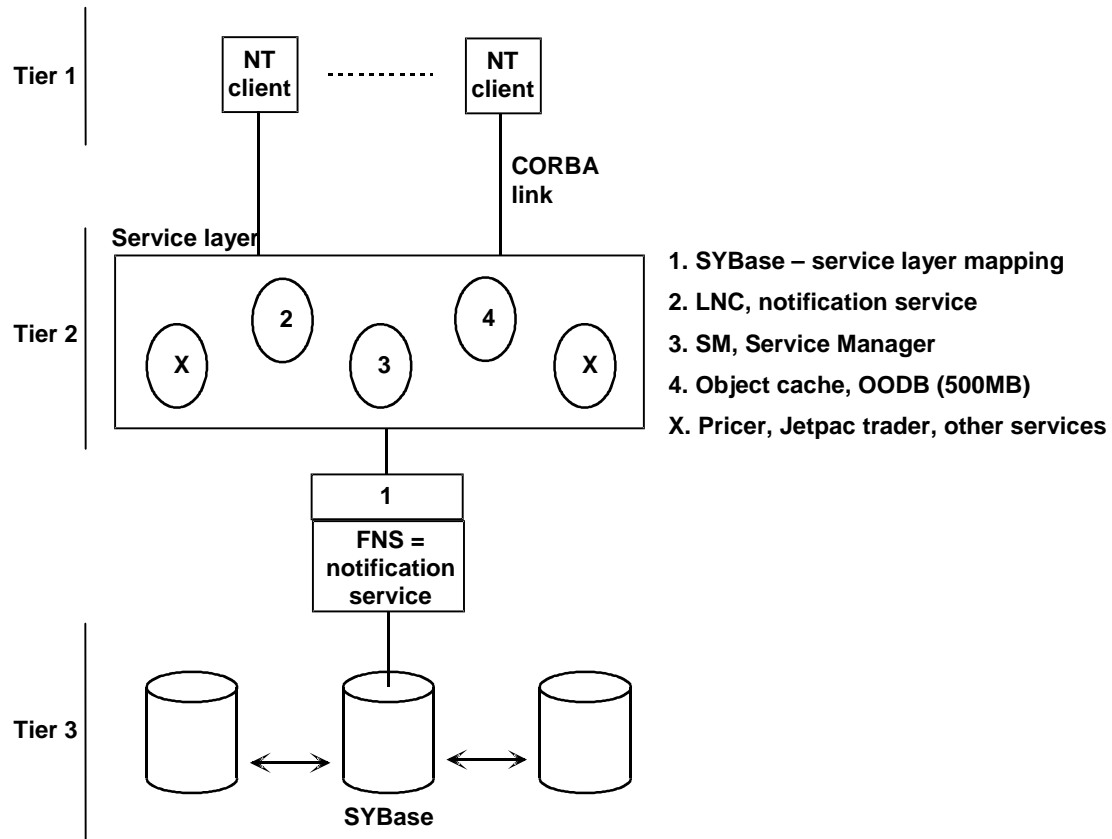 Tier 1
NT
client
NT
client
CORBA
link
Service layer
Tier 2
2
4
X
3
X
1. SYBase – service layer mapping
2. LNC, notification service
3. SM, Service Manager
4. Object cache, OODB (500MB)
X. Pricer, Jetpac trader, other services
1
FNS =
notification
service
Tier 3
SYBase